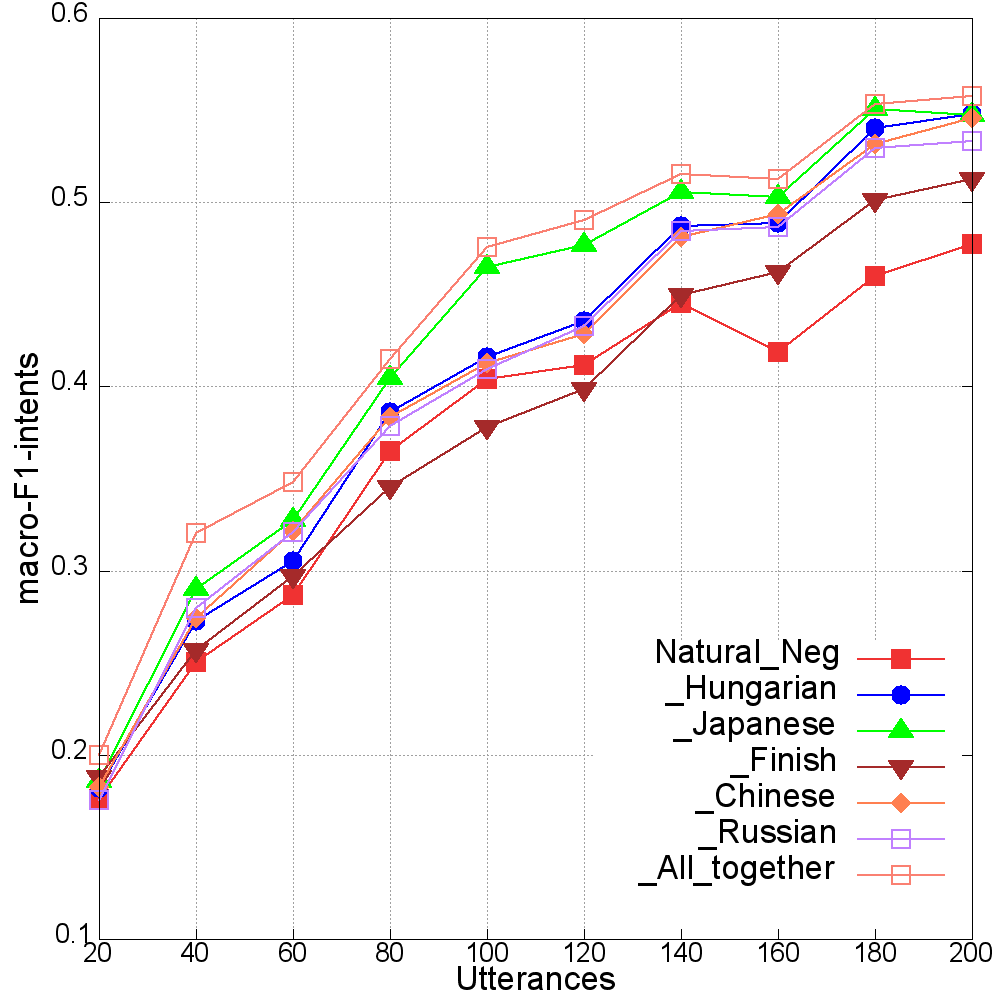 0.6
0.5
0.4
0.3
0.2
0.1
macro-F1-intents
Natural_Neg
_Hungarian
_Japanese
_Finish
_Chinese
_Russian
_All_together
20 40 60 80 100 120 140 160 180 200
Utterances